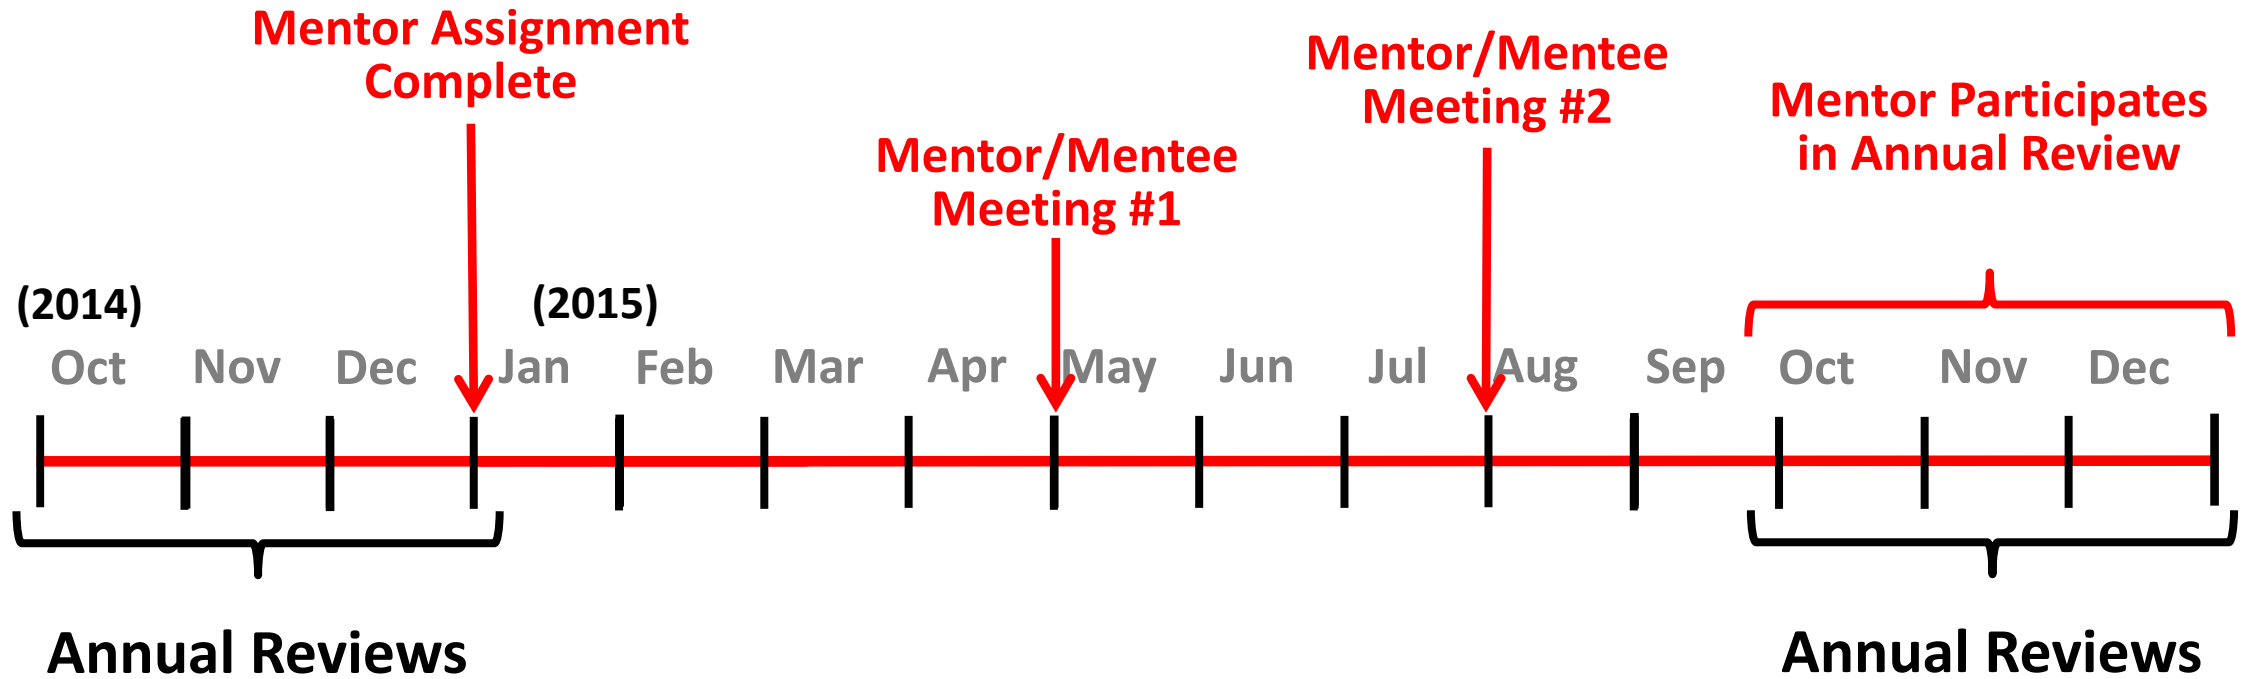 Mentor Assignment
Complete
Mentor/Mentee
Meeting #1
Mentor/Mentee
Meeting #2
Mentor Participates
in Annual Review
(2014)
(2015)
Oct Nov Dec Jan Feb Mar Apr May Jun Jul Aug Sep Oct Nov Dec
Annual Reviews
Annual Reviews